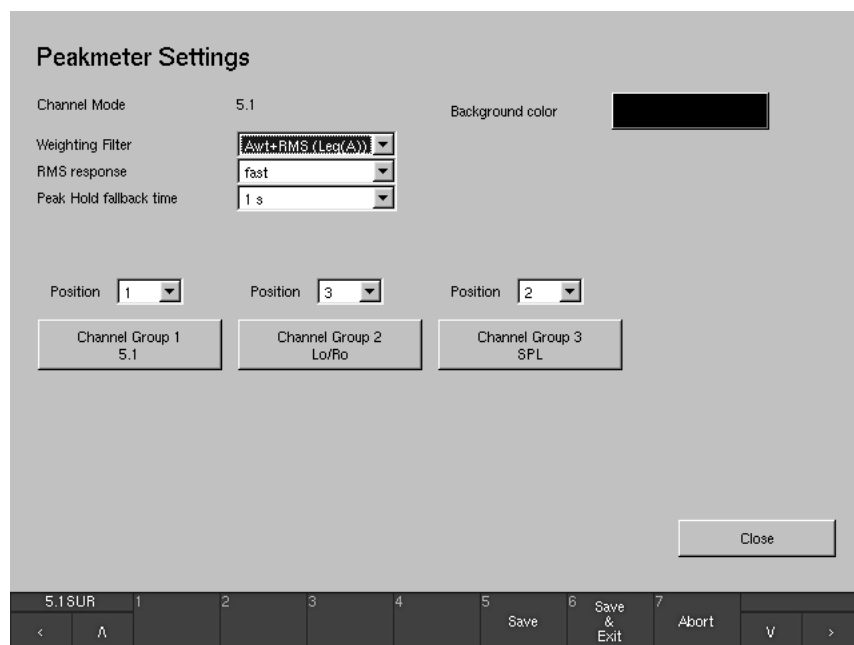 Peakmeter Settings
Channel Mode 5.1 Background color
Weighting Filter Awt+RMS (Leq(A))
RMS response fast
Peak Hold fallback time 1 s
Position 1 Position 3 Position 2
Channel Group 1 Channel Group 2 Channel Group 3
5.1 Lo/Ro SPL
Close
5.1SUR 1 2 3 4 5 6 7
Save Save & Exit Abort
< Λ V >